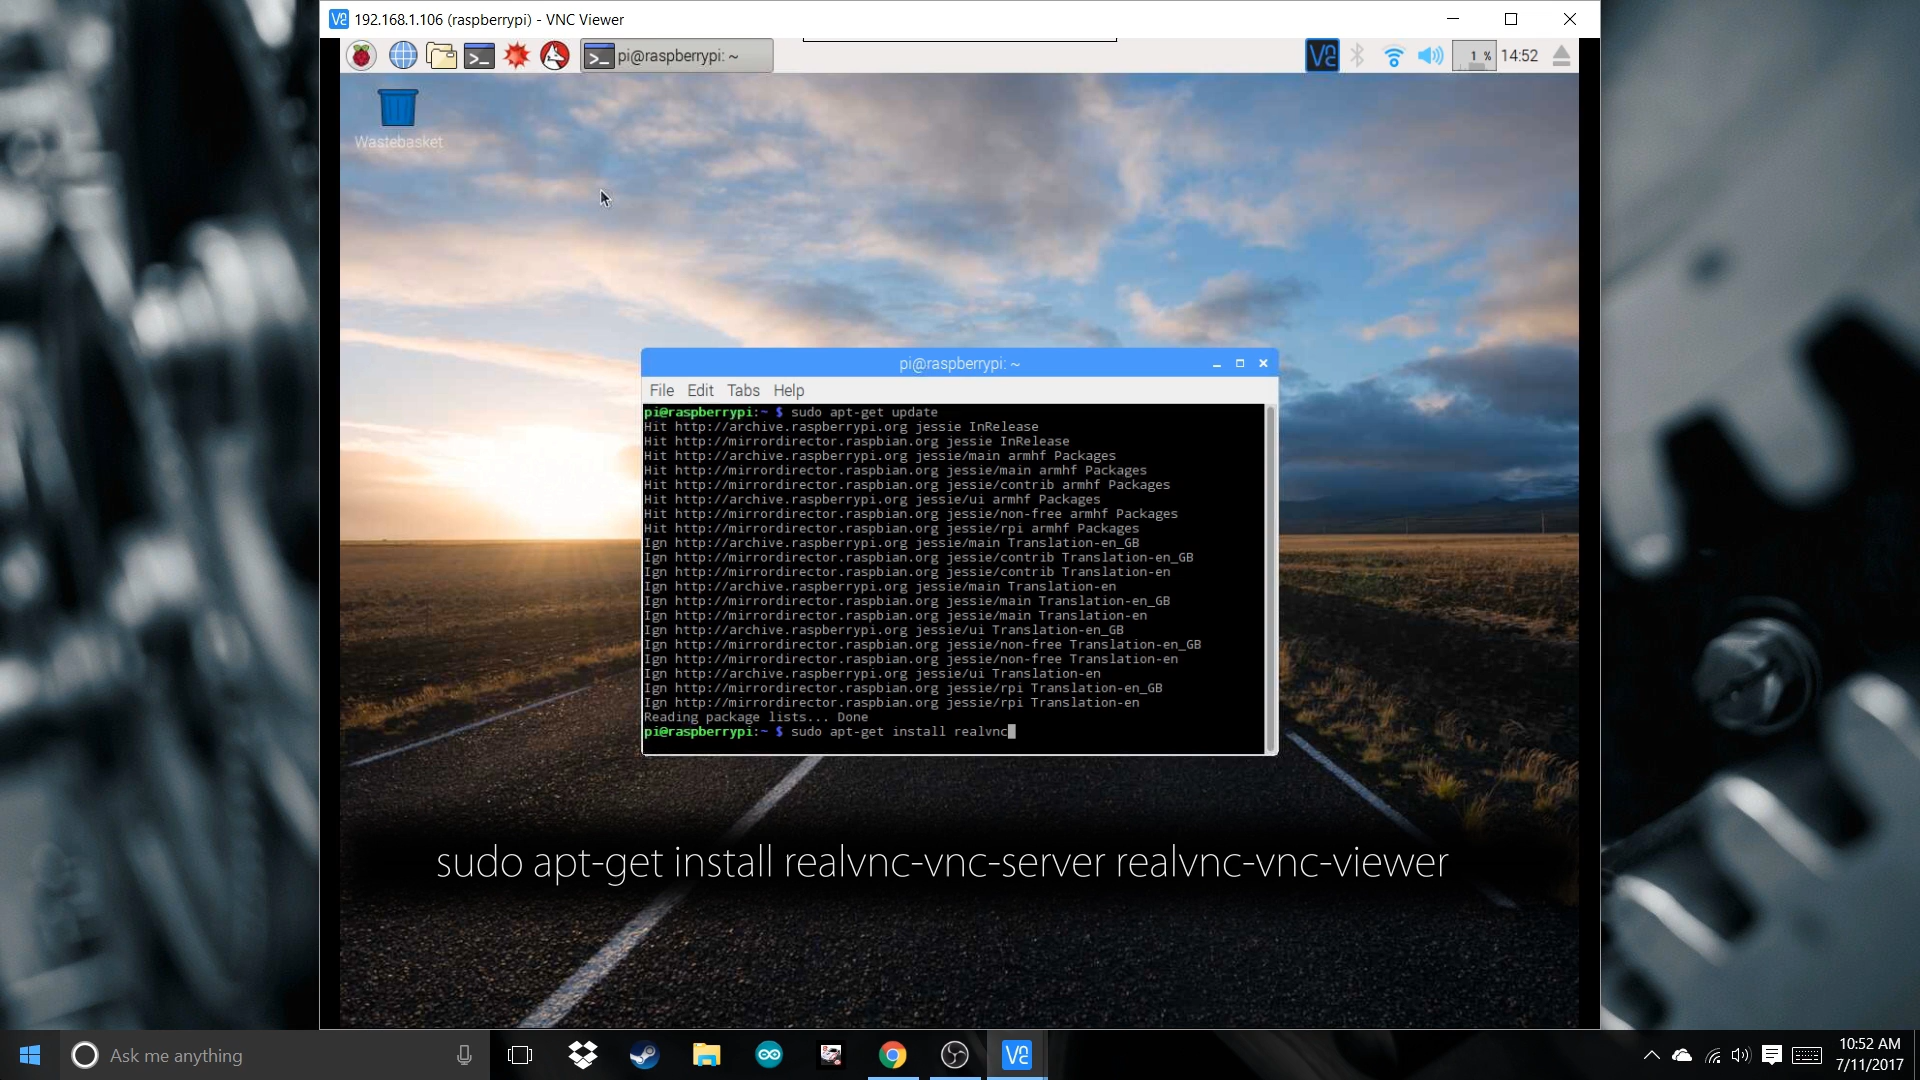 192.168.1.106 (raspberrypi) - VNC Viewer
pi@raspberrypi: ~
1 %
14:52
Wastebasket
pi@raspberrypi: ~
File Edit Tabs Help
pi@raspberrypi:~ $ sudo apt-get update
Hit http://archive.raspberrypi.org jessie InRelease
Hit http://mirrordirector.raspbian.org jessie InRelease
Hit http://archive.raspberrypi.org jessie/main armhf Packages
Hit http://mirrordirector.raspbian.org jessie/main armhf Packages
Hit http://mirrordirector.raspbian.org jessie/contrib armhf Packages
Hit http://archive.raspberrypi.org jessie/ui armhf Packages
Hit http://mirrordirector.raspbian.org jessie/non-free armhf Packages
Hit http://mirrordirector.raspbian.org jessie/rpi armhf Packages
Ign http://archive.raspberrypi.org jessie/main Translation-en_GB
Ign http://mirrordirector.raspbian.org jessie/contrib Translation-en_GB
Ign http://mirrordirector.raspbian.org jessie/contrib Translation-en
Ign http://archive.raspberrypi.org jessie/main Translation-en
Ign http://mirrordirector.raspbian.org jessie/main Translation-en_GB
Ign http://mirrordirector.raspbian.org jessie/main Translation-en
Ign http://archive.raspberrypi.org jessie/ui Translation-en_GB
Ign http://mirrordirector.raspbian.org jessie/non-free Translation-en_GB
Ign http://mirrordirector.raspbian.org jessie/non-free Translation-en
Ign http://archive.raspberrypi.org jessie/ui Translation-en
Ign http://mirrordirector.raspbian.org jessie/rpi Translation-en_GB
Ign http://mirrordirector.raspbian.org jessie/rpi Translation-en
Reading package lists... Done
pi@raspberrypi:~ $ sudo apt-get install realvnc
sudo apt-get install realvnc-vnc-server realvnc-vnc-viewer
Ask me anything
10:52 AM
7/11/2017